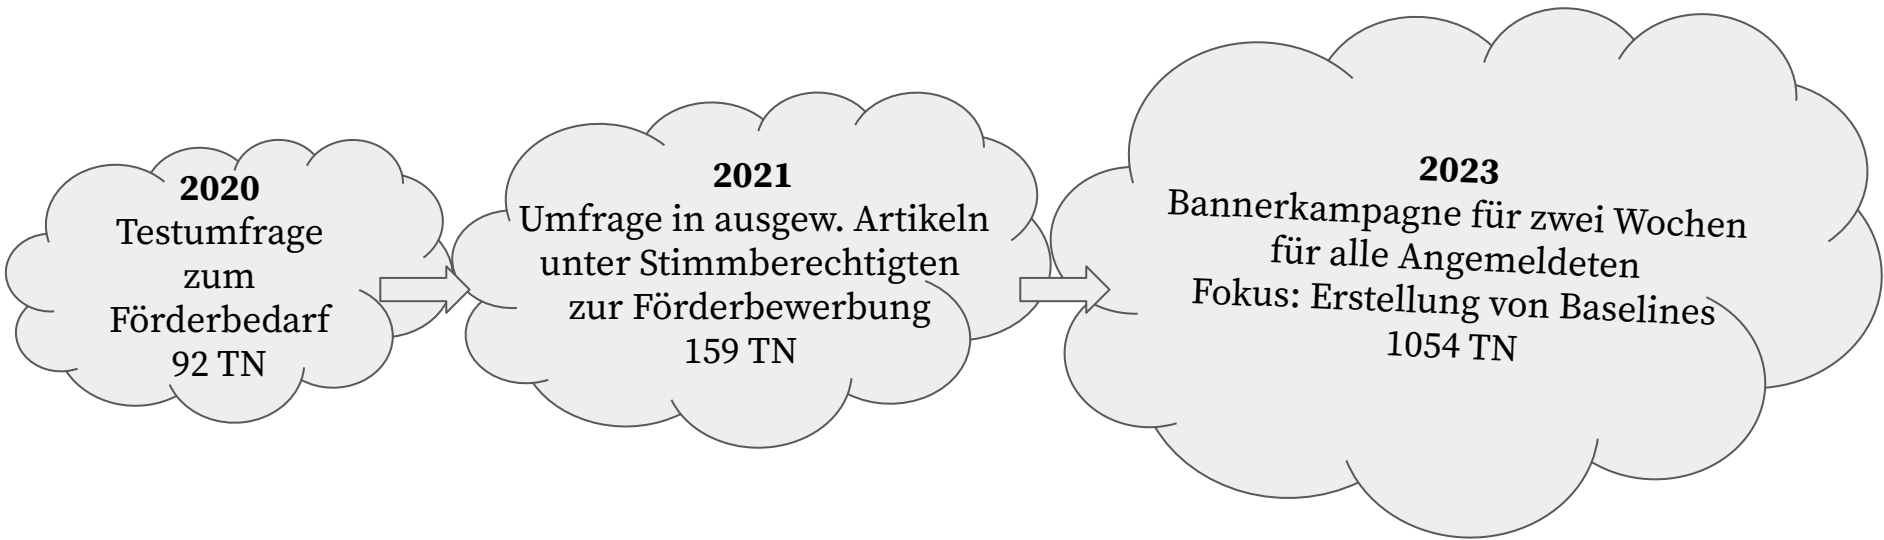 2020
Testumfrage
zum
Förderbedarf
92 TN
2021
Umfrage in ausgew. Artikeln
unter Stimmberechtigten
zur Förderbewerbung
159 TN
2023
Bannerkampagne für zwei Wochen
für alle Angemeldeten
Fokus: Erstellung von Baselines
1054 TN